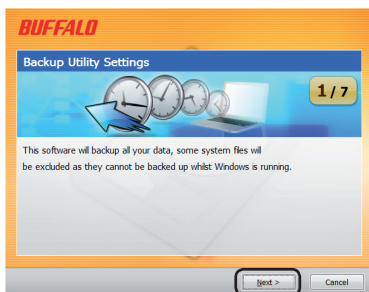 BUFFALO
Backup Utility Settings
1 / 7
This software will backup all your data, some system files will
be excluded as they cannot be backed up whilst Windows is running.
Next >
Cancel